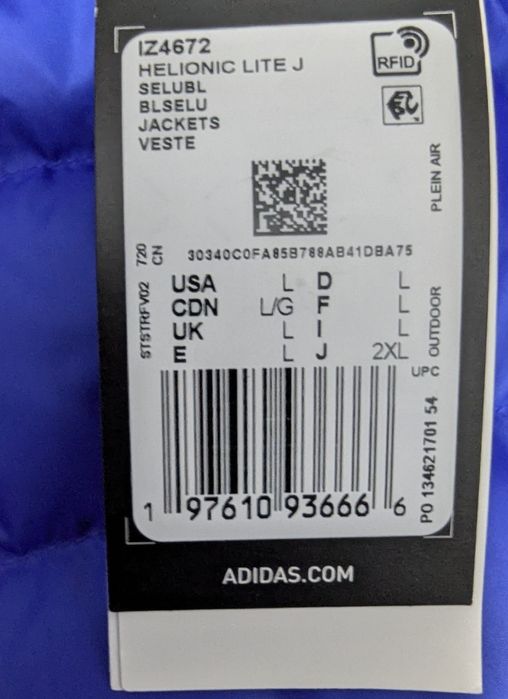 IZ4672
HELIONIC LITE J
SELUBL
BLSELU
JACKETS
VESTE
RFID
PLEIN AIR
OUTDOOR
720
CN
STSTRFV02
30340C0FA85B788AB41DBA75
USA L D L
CDN L/G F L
UK L I L
E L J 2XL
UPC
1 97610 93666 6
PO 134621701 54
ADIDAS.COM